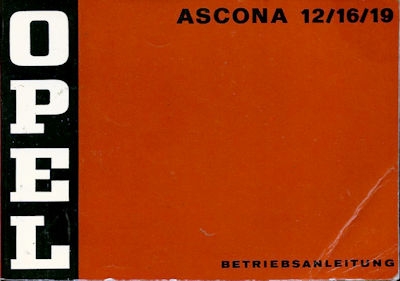 OPEL
ASCONA 12/16/19
BETRIEBSANLEITUNG